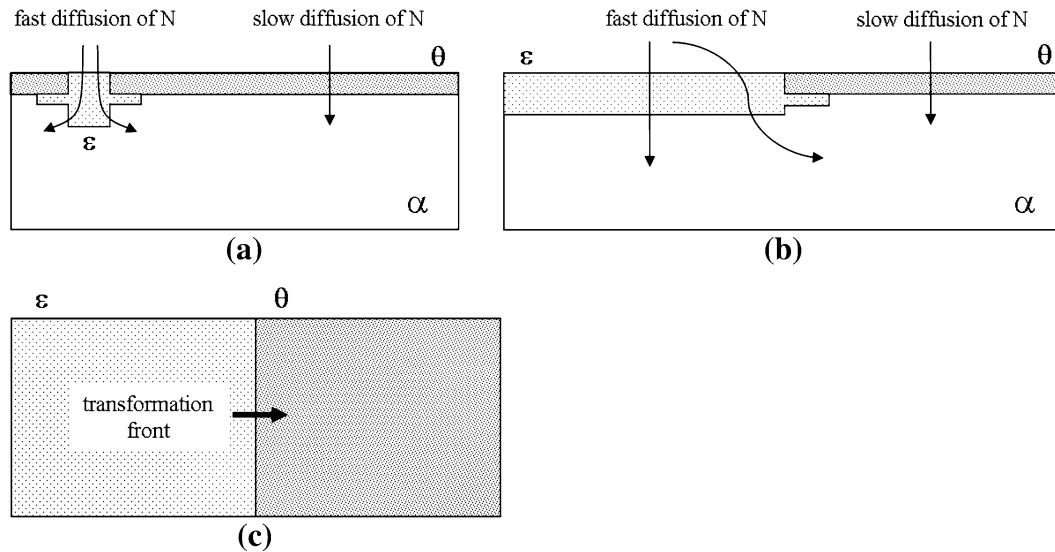 fast diffusion of N slow diffusion of N
θ
ε
α
(a)
fast diffusion of N slow diffusion of N
ε θ
α
(b)
ε θ
transformation
front
(c)